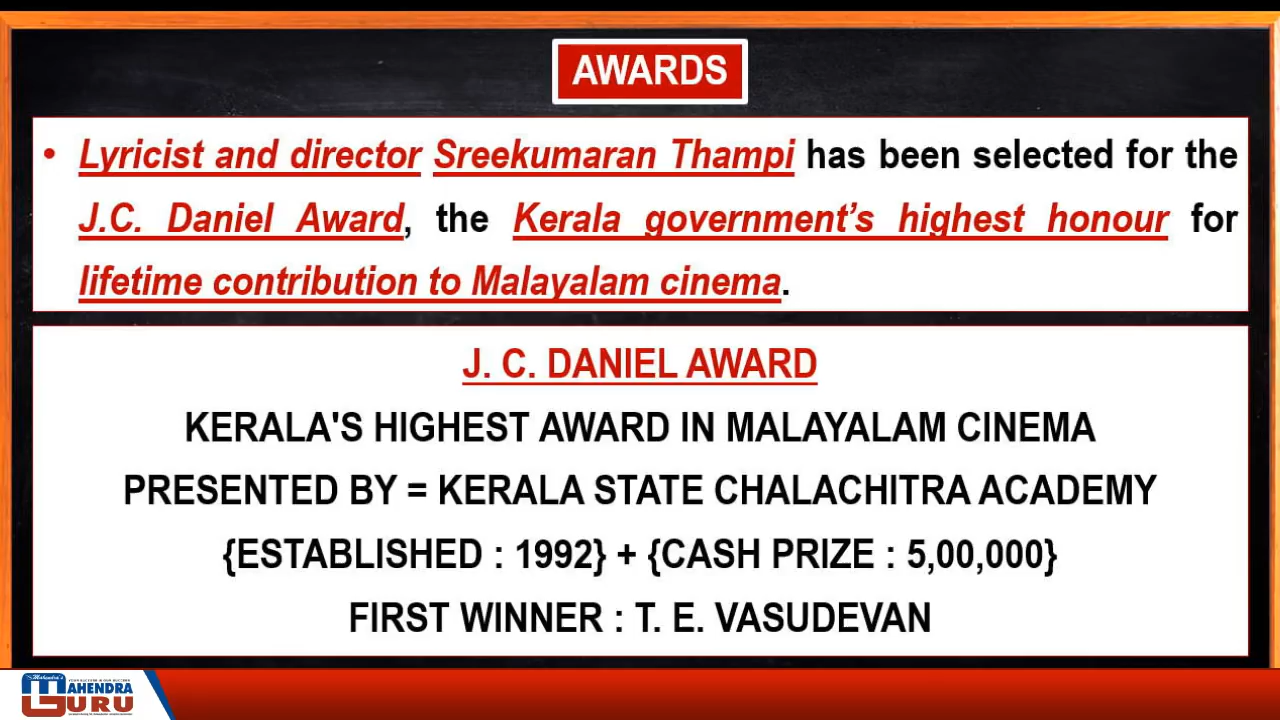 AWARDS
• Lyricist and director Sreekumaran Thampi has been selected for the
J.C. Daniel Award, the Kerala government’s highest honour for
lifetime contribution to Malayalam cinema.
J. C. DANIEL AWARD
KERALA'S HIGHEST AWARD IN MALAYALAM CINEMA
PRESENTED BY = KERALA STATE CHALACHITRA ACADEMY
{ESTABLISHED : 1992} + {CASH PRIZE : 5,00,000}
FIRST WINNER : T. E. VASUDEVAN
Mahendra's
MAHENDRA
GURU